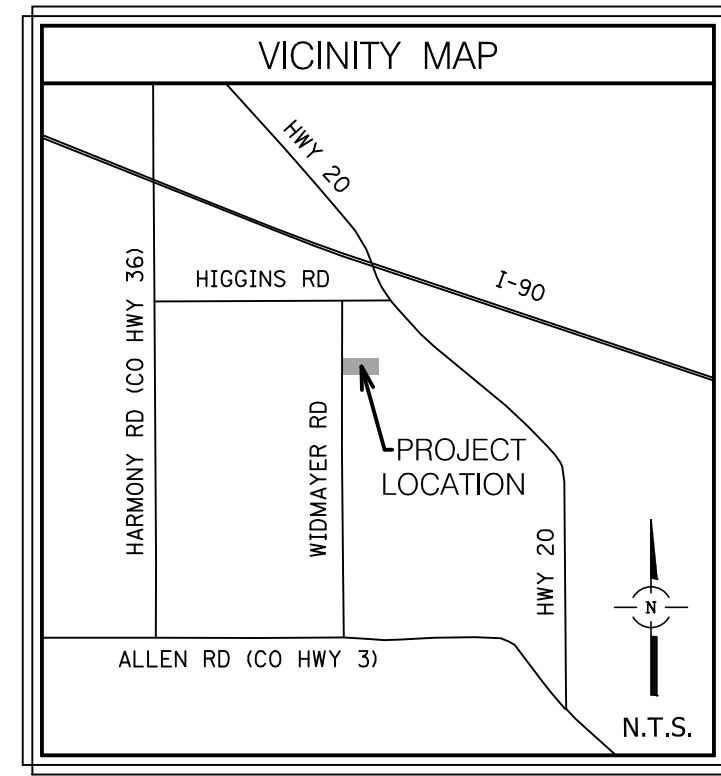 VICINITY MAP
HWY 20
I-90
HIGGINS RD
HARMONY RD (CO HWY 36)
WIDMAYER RD
PROJECT
LOCATION
HWY 20
N
ALLEN RD (CO HWY 3)
N.T.S.